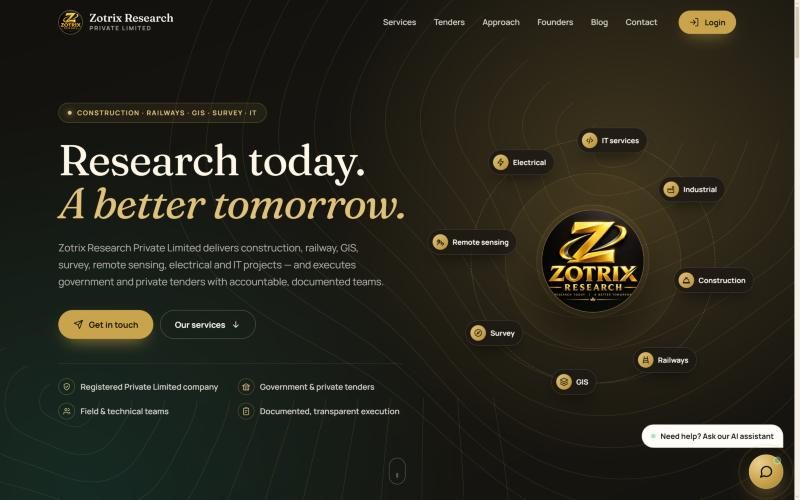 Zotrix Research
PRIVATE LIMITED
Services
Tenders
Approach
Founders
Blog
Contact
Login
CONSTRUCTION · RAILWAYS · GIS · SURVEY · IT
Research today.
A better tomorrow.
Zotrix Research Private Limited delivers construction, railway, GIS,
survey, remote sensing, electrical and IT projects — and executes
government and private tenders with accountable, documented teams.
Get in touch
Our services
Registered Private Limited company
Government & private tenders
Field & technical teams
Documented, transparent execution
IT services
Electrical
Industrial
Remote sensing
Construction
Survey
Railways
GIS
ZOTRIX
RESEARCH
RESEARCH TODAY | A BETTER TOMORROW
Need help? Ask our AI assistant